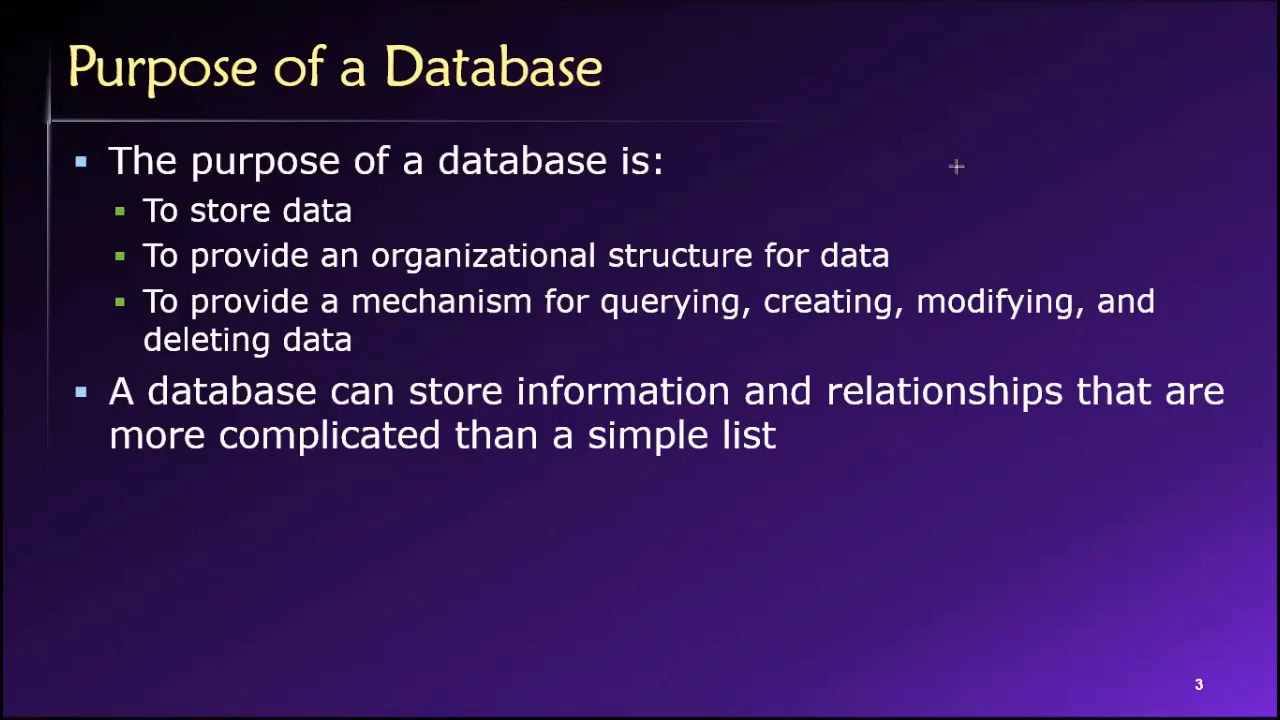 Purpose of a Database
The purpose of a database is:
To store data
To provide an organizational structure for data
To provide a mechanism for querying, creating, modifying, and
deleting data
A database can store information and relationships that are
more complicated than a simple list
3